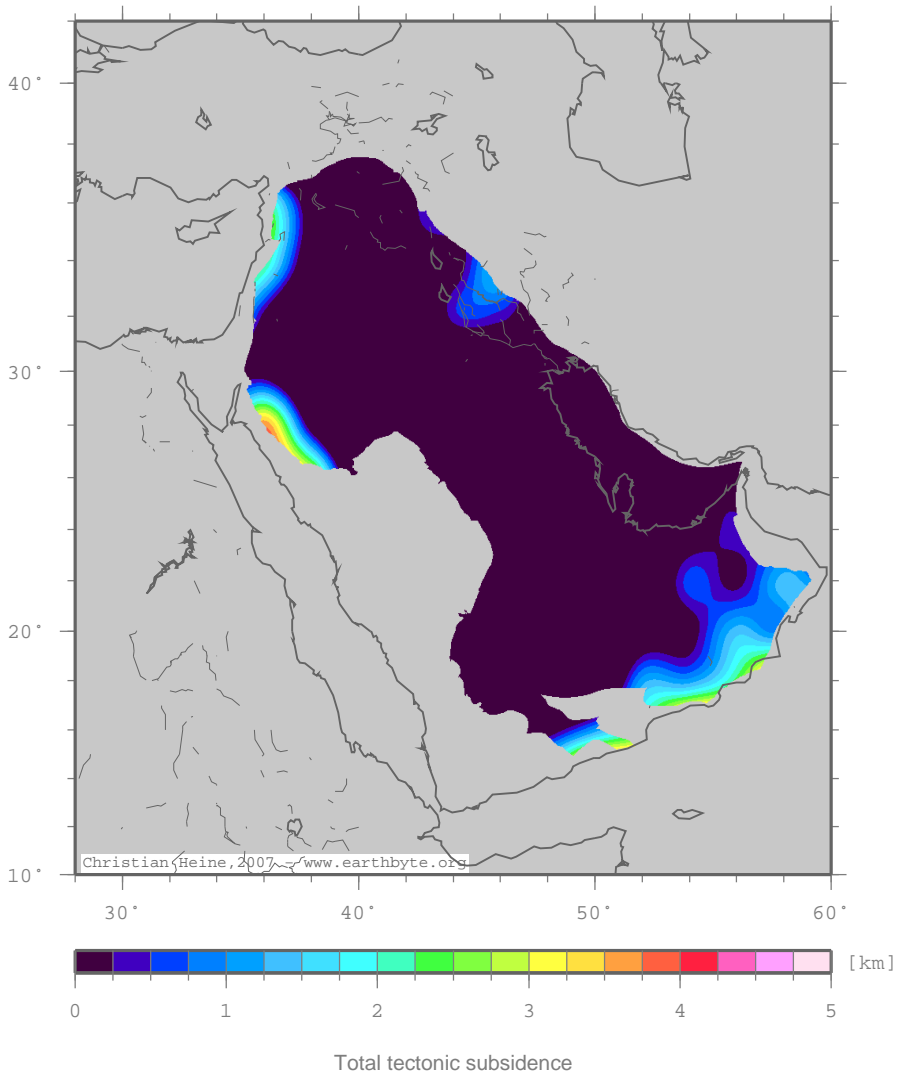 40°
30°
20°
10°
Christian Heine, 2007 - www.earthbyte.org
30° 40° 50° 60°
[km]
0 1 2 3 4 5
Total tectonic subsidence